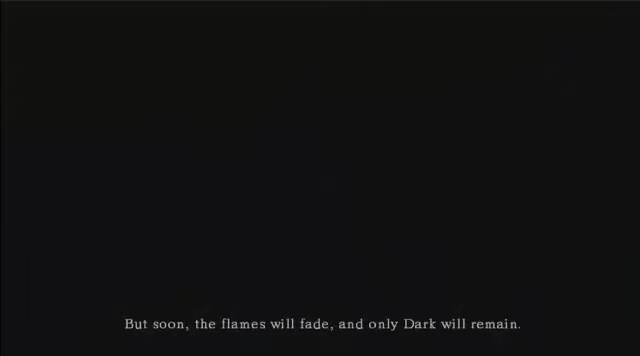 But soon, the flames will fade, and only Dark will remain.